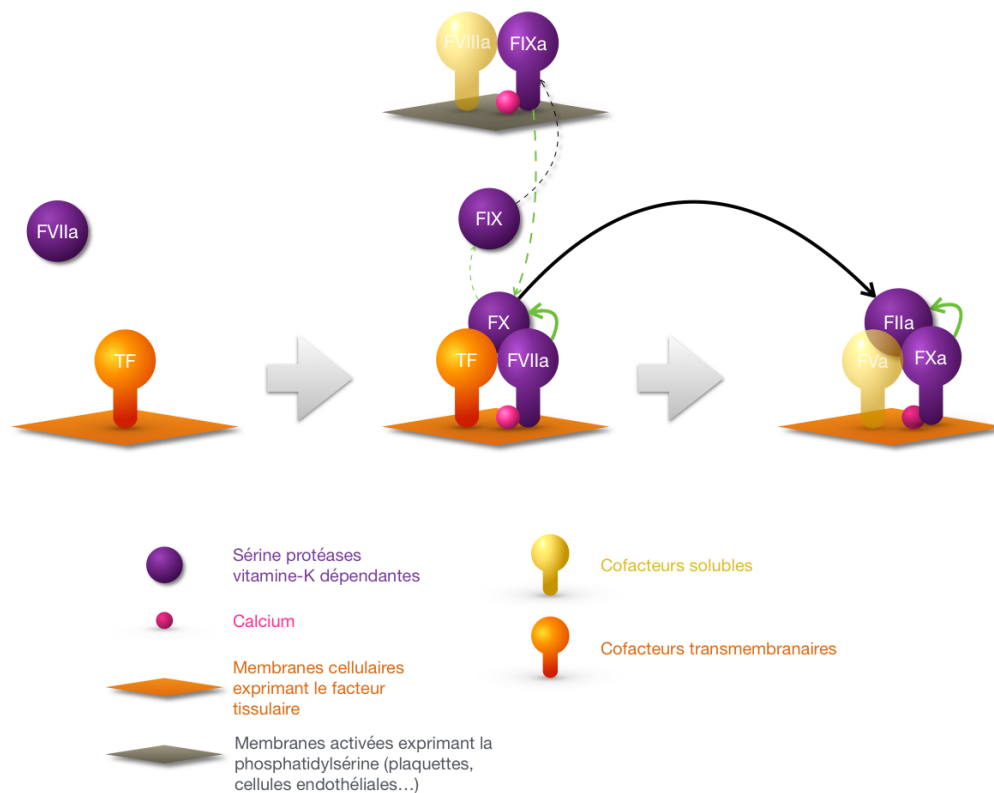 FVIIIa
FIXa
FVIIa
FIX
FX
TF
TF
FVIIa
FIIa
FVa
FXa
Sérine protéases
vitamine-K dépendantes
Calcium
Membranes cellulaires
exprimant le facteur
tissulaire
Membranes activées exprimant la
phosphatidylsérine (plaquettes,
cellules endothéliales…)
Cofacteurs solubles
Cofacteurs transmembranaires